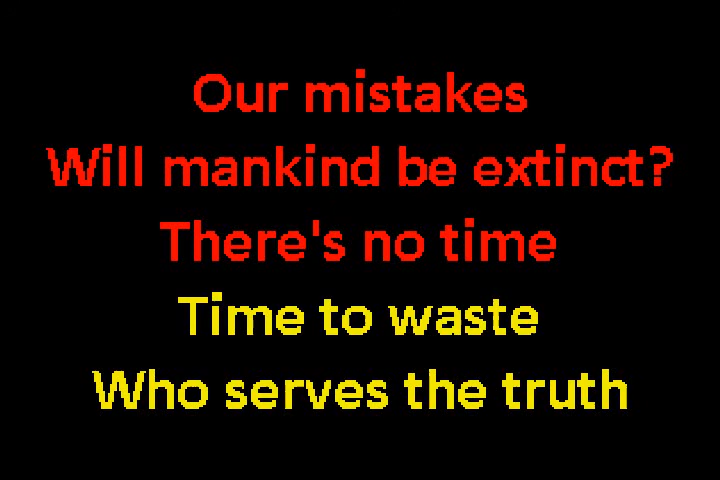 Our mistakes
Will mankind be extinct?
There's no time
Time to waste
Who serves the truth